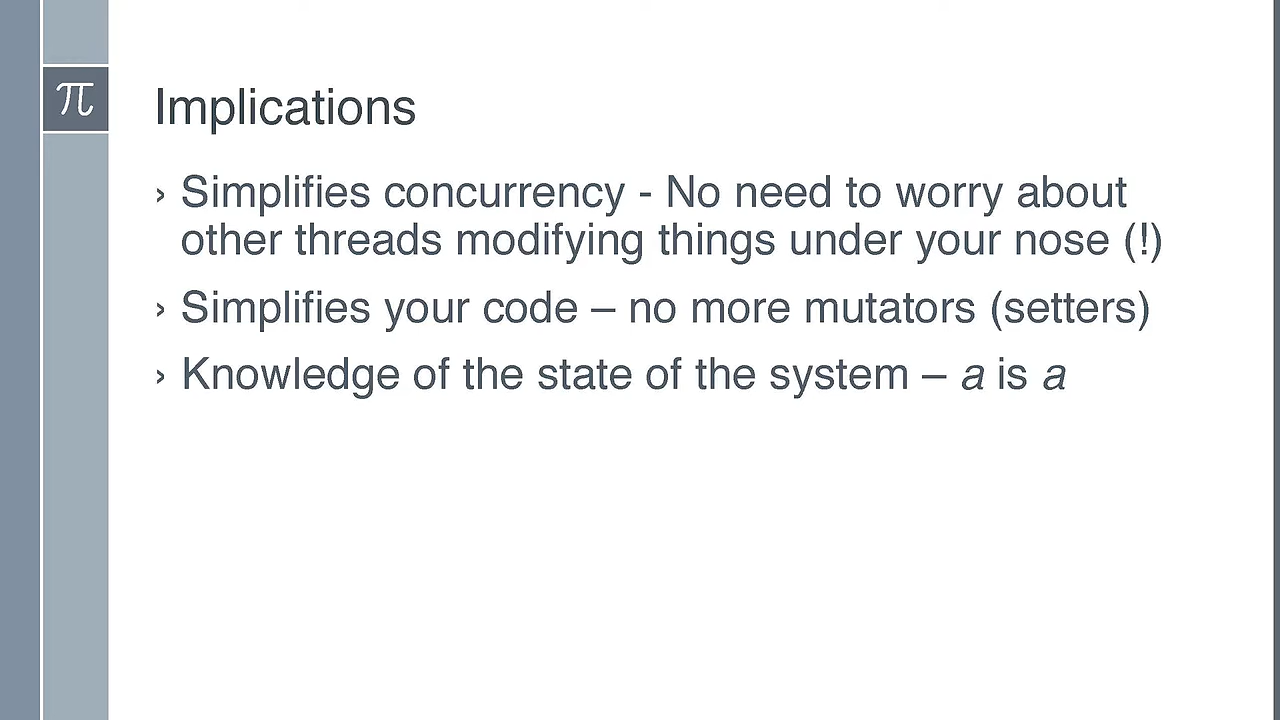 π
Implications
› Simplifies concurrency - No need to worry about
other threads modifying things under your nose (!)
› Simplifies your code – no more mutators (setters)
› Knowledge of the state of the system – a is a